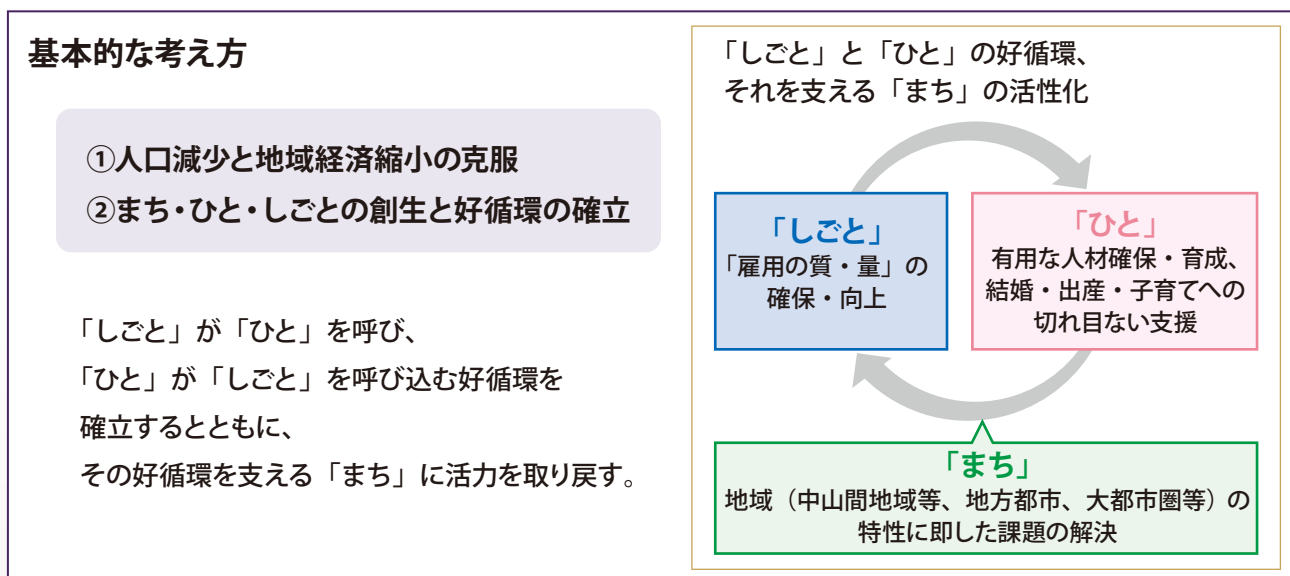 基本的な考え方
①人口減少と地域経済縮小の克服
②まち・ひと・しごとの創生と好循環の確立
「しごと」が「ひと」を呼び、
「ひと」が「しごと」を呼び込む好循環を
確立するとともに、
その好循環を支える「まち」に活力を取り戻す。
「しごと」と「ひと」の好循環、
それを支える「まち」の活性化
「しごと」
「雇用の質・量」の
確保・向上
「ひと」
有用な人材確保・育成、
結婚・出産・子育てへの
切れ目ない支援
「まち」
地域（中山間地域等、地方都市、大都市圏等）の
特性に即した課題の解決